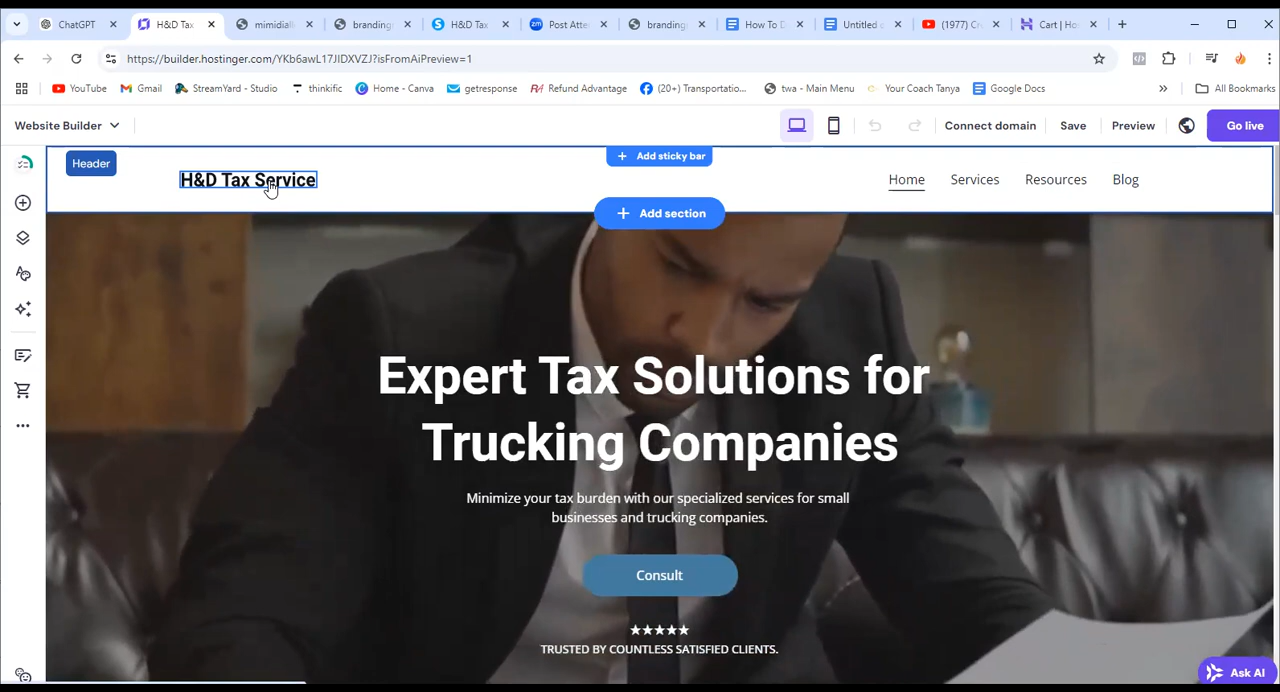 ChatGPT
H&D Tax
mimidiall
branding
H&D Tax
Post Atte
branding
How To D
Untitled
(1977) Cr
Cart | Ho
https://builder.hostinger.com/YKb6awL17JIDXVZJ?isFromAiPreview=1
YouTube
Gmail
StreamYard - Studio
thinkific
Home - Canva
getresponse
Refund Advantage
(20+) Transportatio...
twa - Main Menu
Your Coach Tanya
Google Docs
All Bookmarks
Website Builder
Connect domain
Save
Preview
Go live
Header
Add sticky bar
H&D Tax Service
Home
Services
Resources
Blog
Add section
Expert Tax Solutions for
Trucking Companies
Minimize your tax burden with our specialized services for small
businesses and trucking companies.
Consult
★★★★★
TRUSTED BY COUNTLESS SATISFIED CLIENTS.
Ask AI